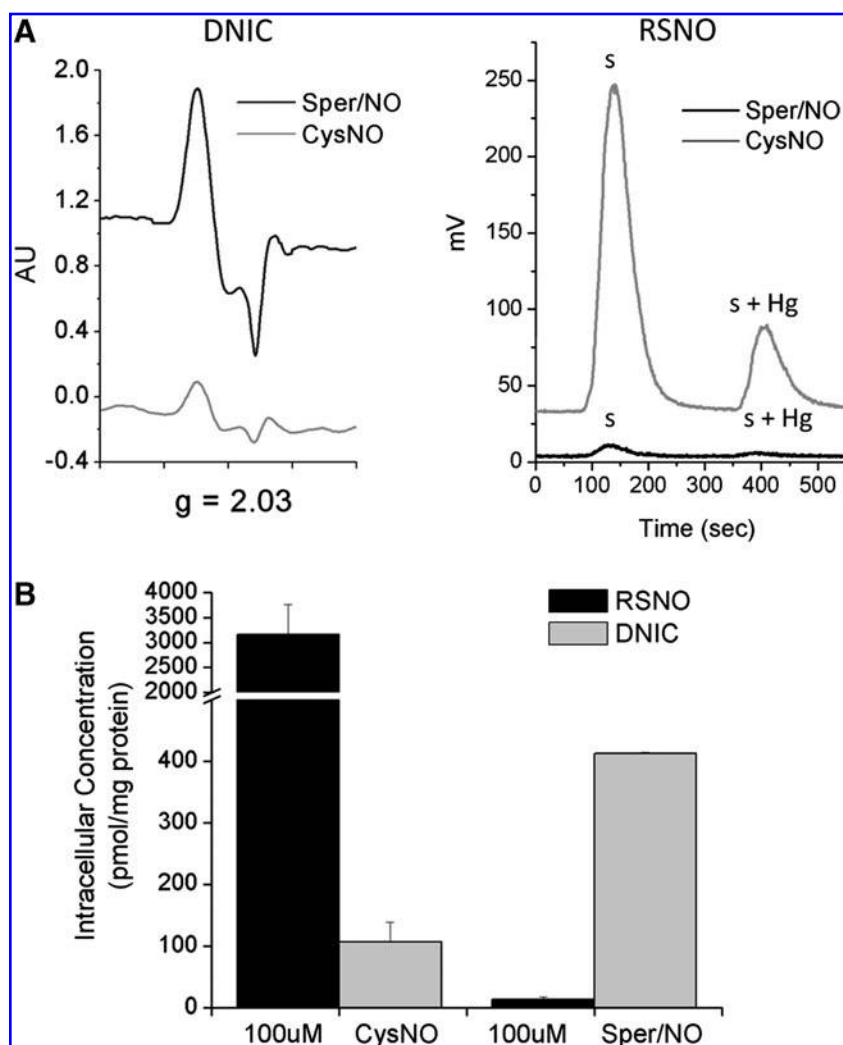 A
DNIC
RSNO
2.0
1.6
1.2
0.8
0.4
0.0
-0.4
AU
Sper/NO
CysNO
g = 2.03
250
200
150
100
50
0
mV
s
Sper/NO
CysNO
s + Hg
s
s + Hg
0 100 200 300 400 500
Time (sec)
B
4000
3500
3000
2500
2000
400
300
200
100
0
Intracellular Concentration
(pmol/mg protein)
RSNO
DNIC
100uM CysNO 100uM Sper/NO